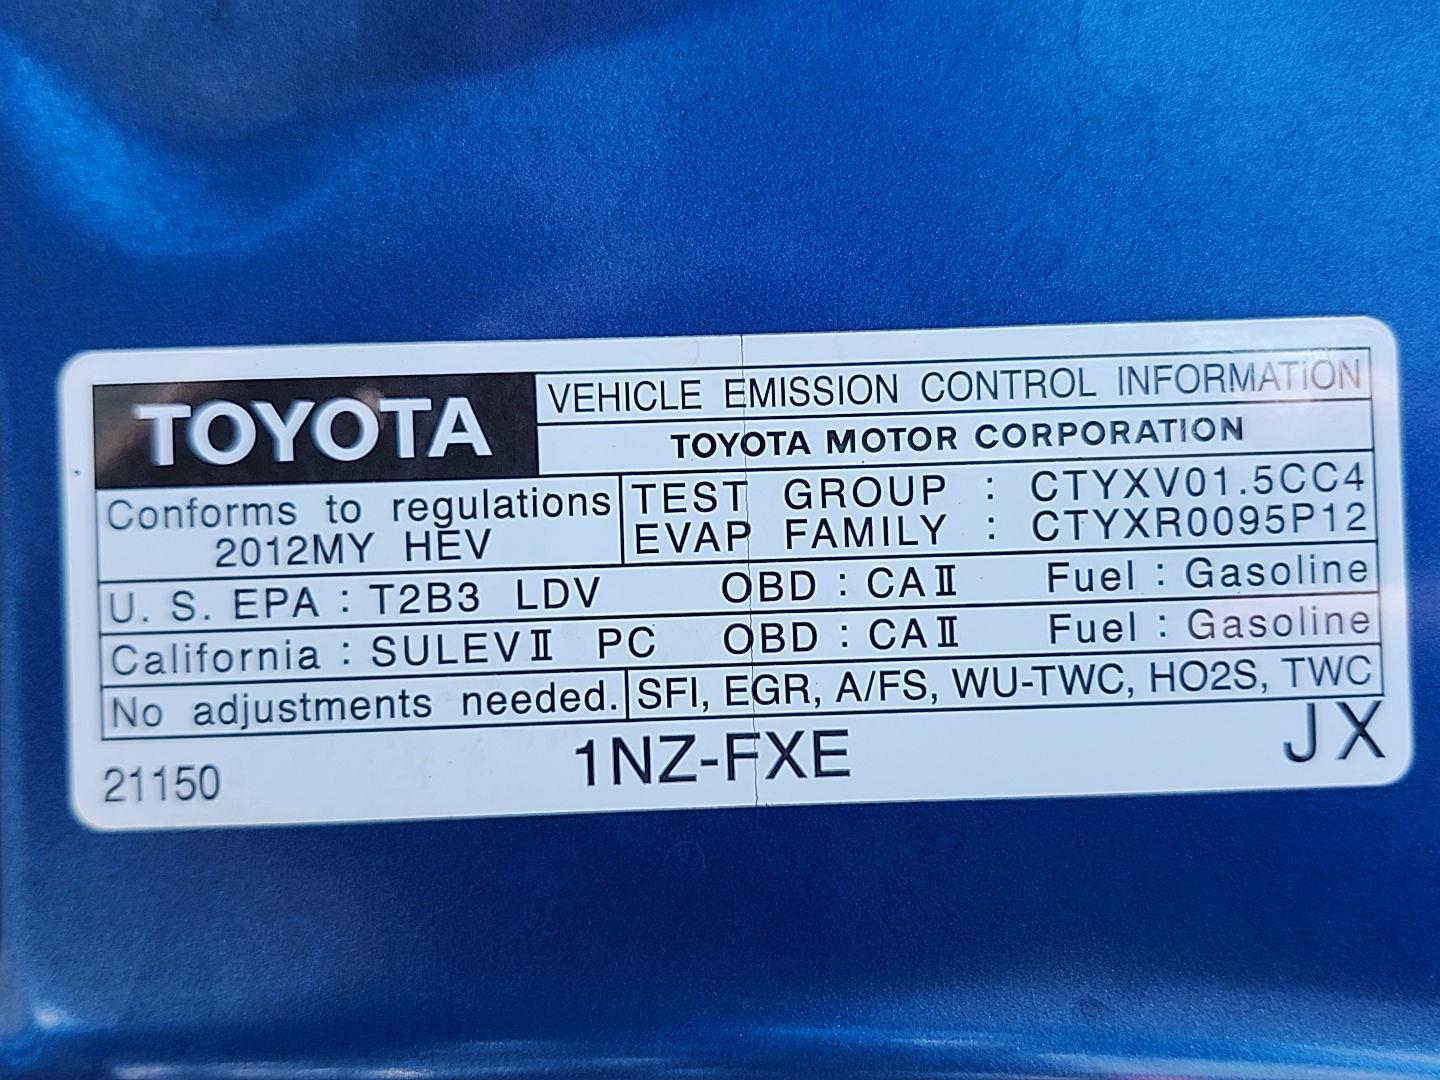 TOYOTA
VEHICLE EMISSION CONTROL INFORMATION
TOYOTA MOTOR CORPORATION
Conforms to regulations
2012MY HEV
TEST GROUP : CTYXV01.5CC4
EVAP FAMILY : CTYXR0095P12
U. S. EPA : T2B3 LDV OBD : CAⅡ Fuel : Gasoline
California : SULEVⅡ PC OBD : CAⅡ Fuel : Gasoline
No adjustments needed. SFI, EGR, A/FS, WU-TWC, HO2S, TWC
21150 1NZ-FXE JX